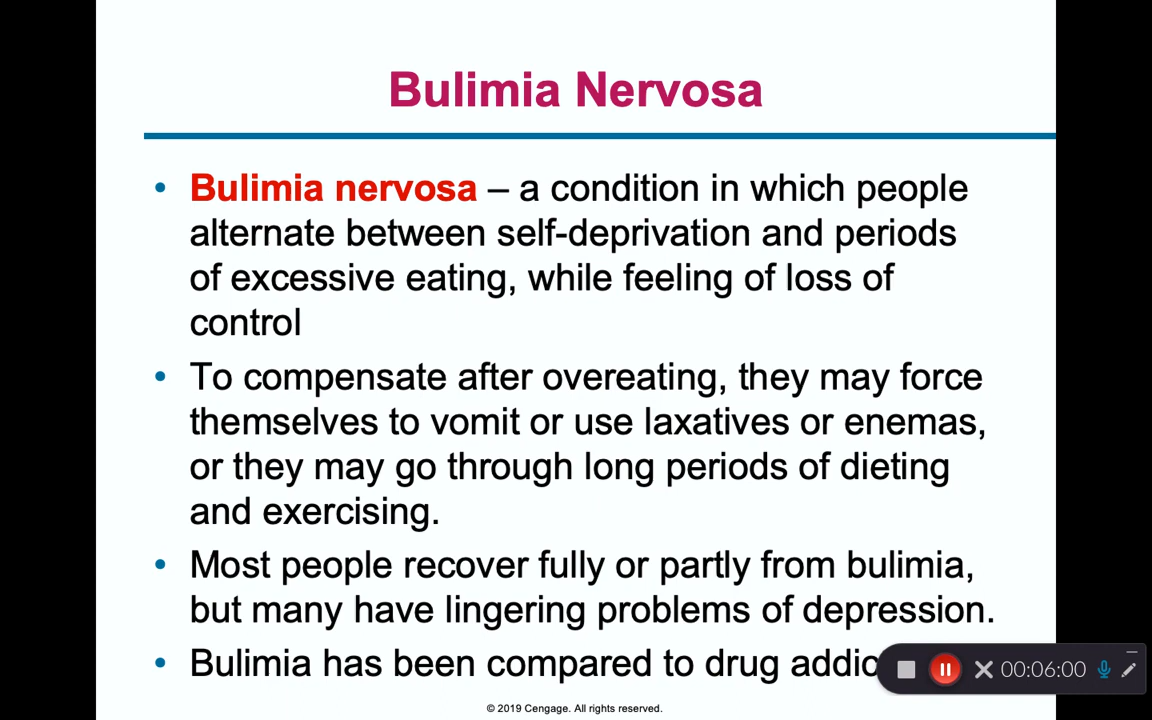 Bulimia Nervosa
• Bulimia nervosa – a condition in which people
alternate between self-deprivation and periods
of excessive eating, while feeling of loss of
control
• To compensate after overeating, they may force
themselves to vomit or use laxatives or enemas,
or they may go through long periods of dieting
and exercising.
• Most people recover fully or partly from bulimia,
but many have lingering problems of depression.
• Bulimia has been compared to drug
00:06:00
© 2019 Cengage. All rights reserved.